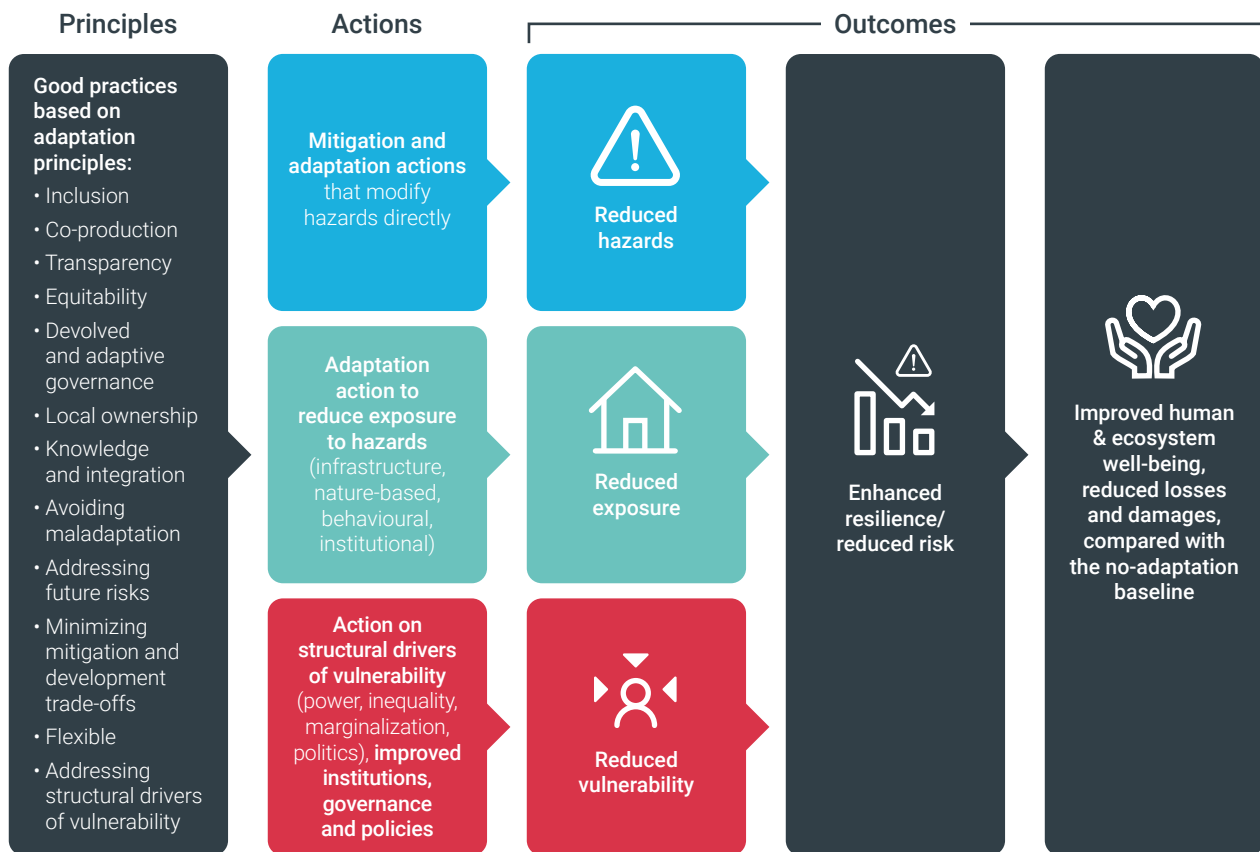 Principles
Good practices
based on
adaptation
principles:
• Inclusion
• Co-production
• Transparency
• Equitability
• Devolved
and adaptive
governance
• Local ownership
• Knowledge
and integration
• Avoiding
maladaptation
• Addressing
future risks
• Minimizing
mitigation and
development
trade-offs
• Flexible
• Addressing
structural drivers
of vulnerability
Actions
Mitigation and
adaptation actions
that modify
hazards directly
Adaptation
action to
reduce exposure
to hazards
(infrastructure,
nature-based,
behavioural,
institutional)
Action on
structural drivers
of vulnerability
(power, inequality,
marginalization,
politics), improved
institutions,
governance
and policies
Outcomes
Reduced
hazards
Reduced
exposure
Reduced
vulnerability
Enhanced
resilience/
reduced risk
Improved human
& ecosystem
well-being,
reduced losses
and damages,
compared with
the no-adaptation
baseline